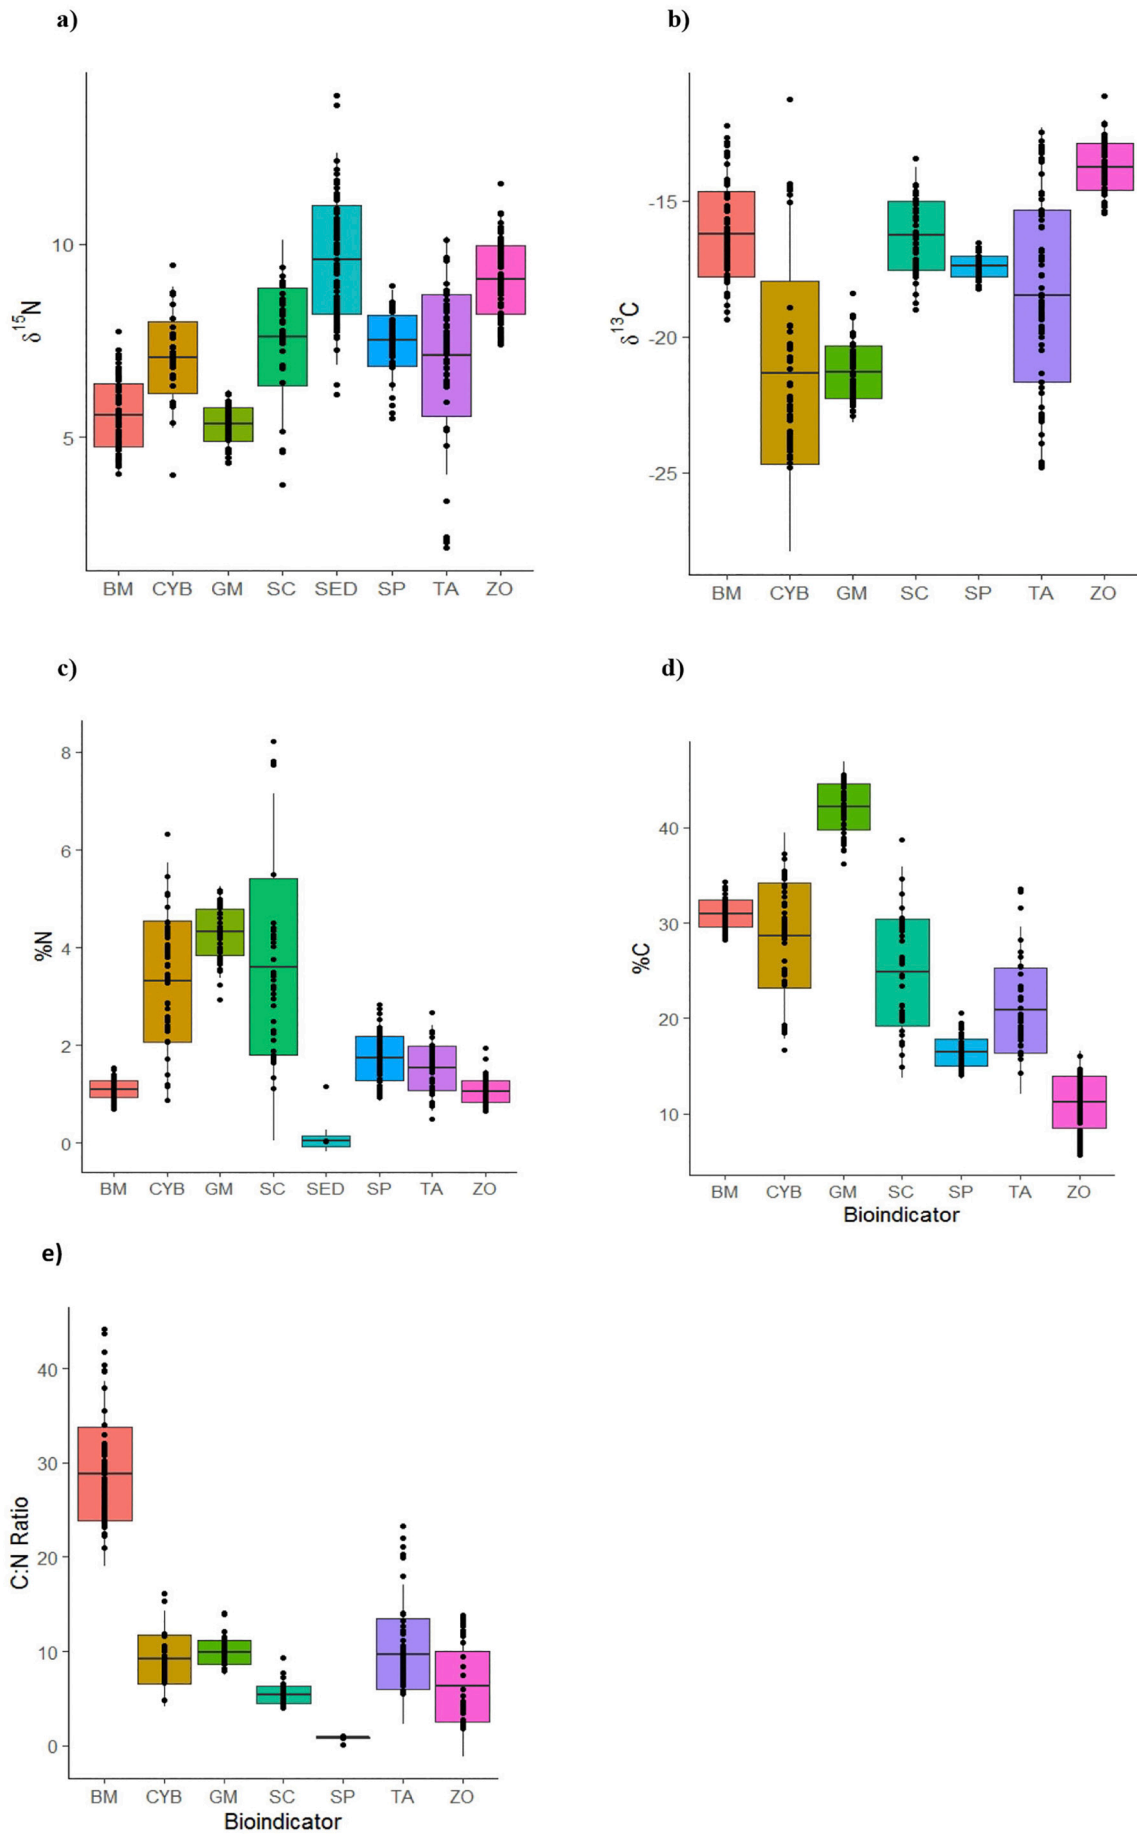 a)
10
5
δ15N
BM CYB GM SC SED SP TA ZO
b)
-15
-20
-25
δ13C
BM CYB GM SC SP TA ZO
c)
8
6
4
2
0
%N
BM CYB GM SC SED SP TA ZO
d)
40
30
20
10
%C
BM CYB GM SC SP TA ZO
Bioindicator
e)
40
30
20
10
0
C:N Ratio
BM CYB GM SC SP TA ZO
Bioindicator